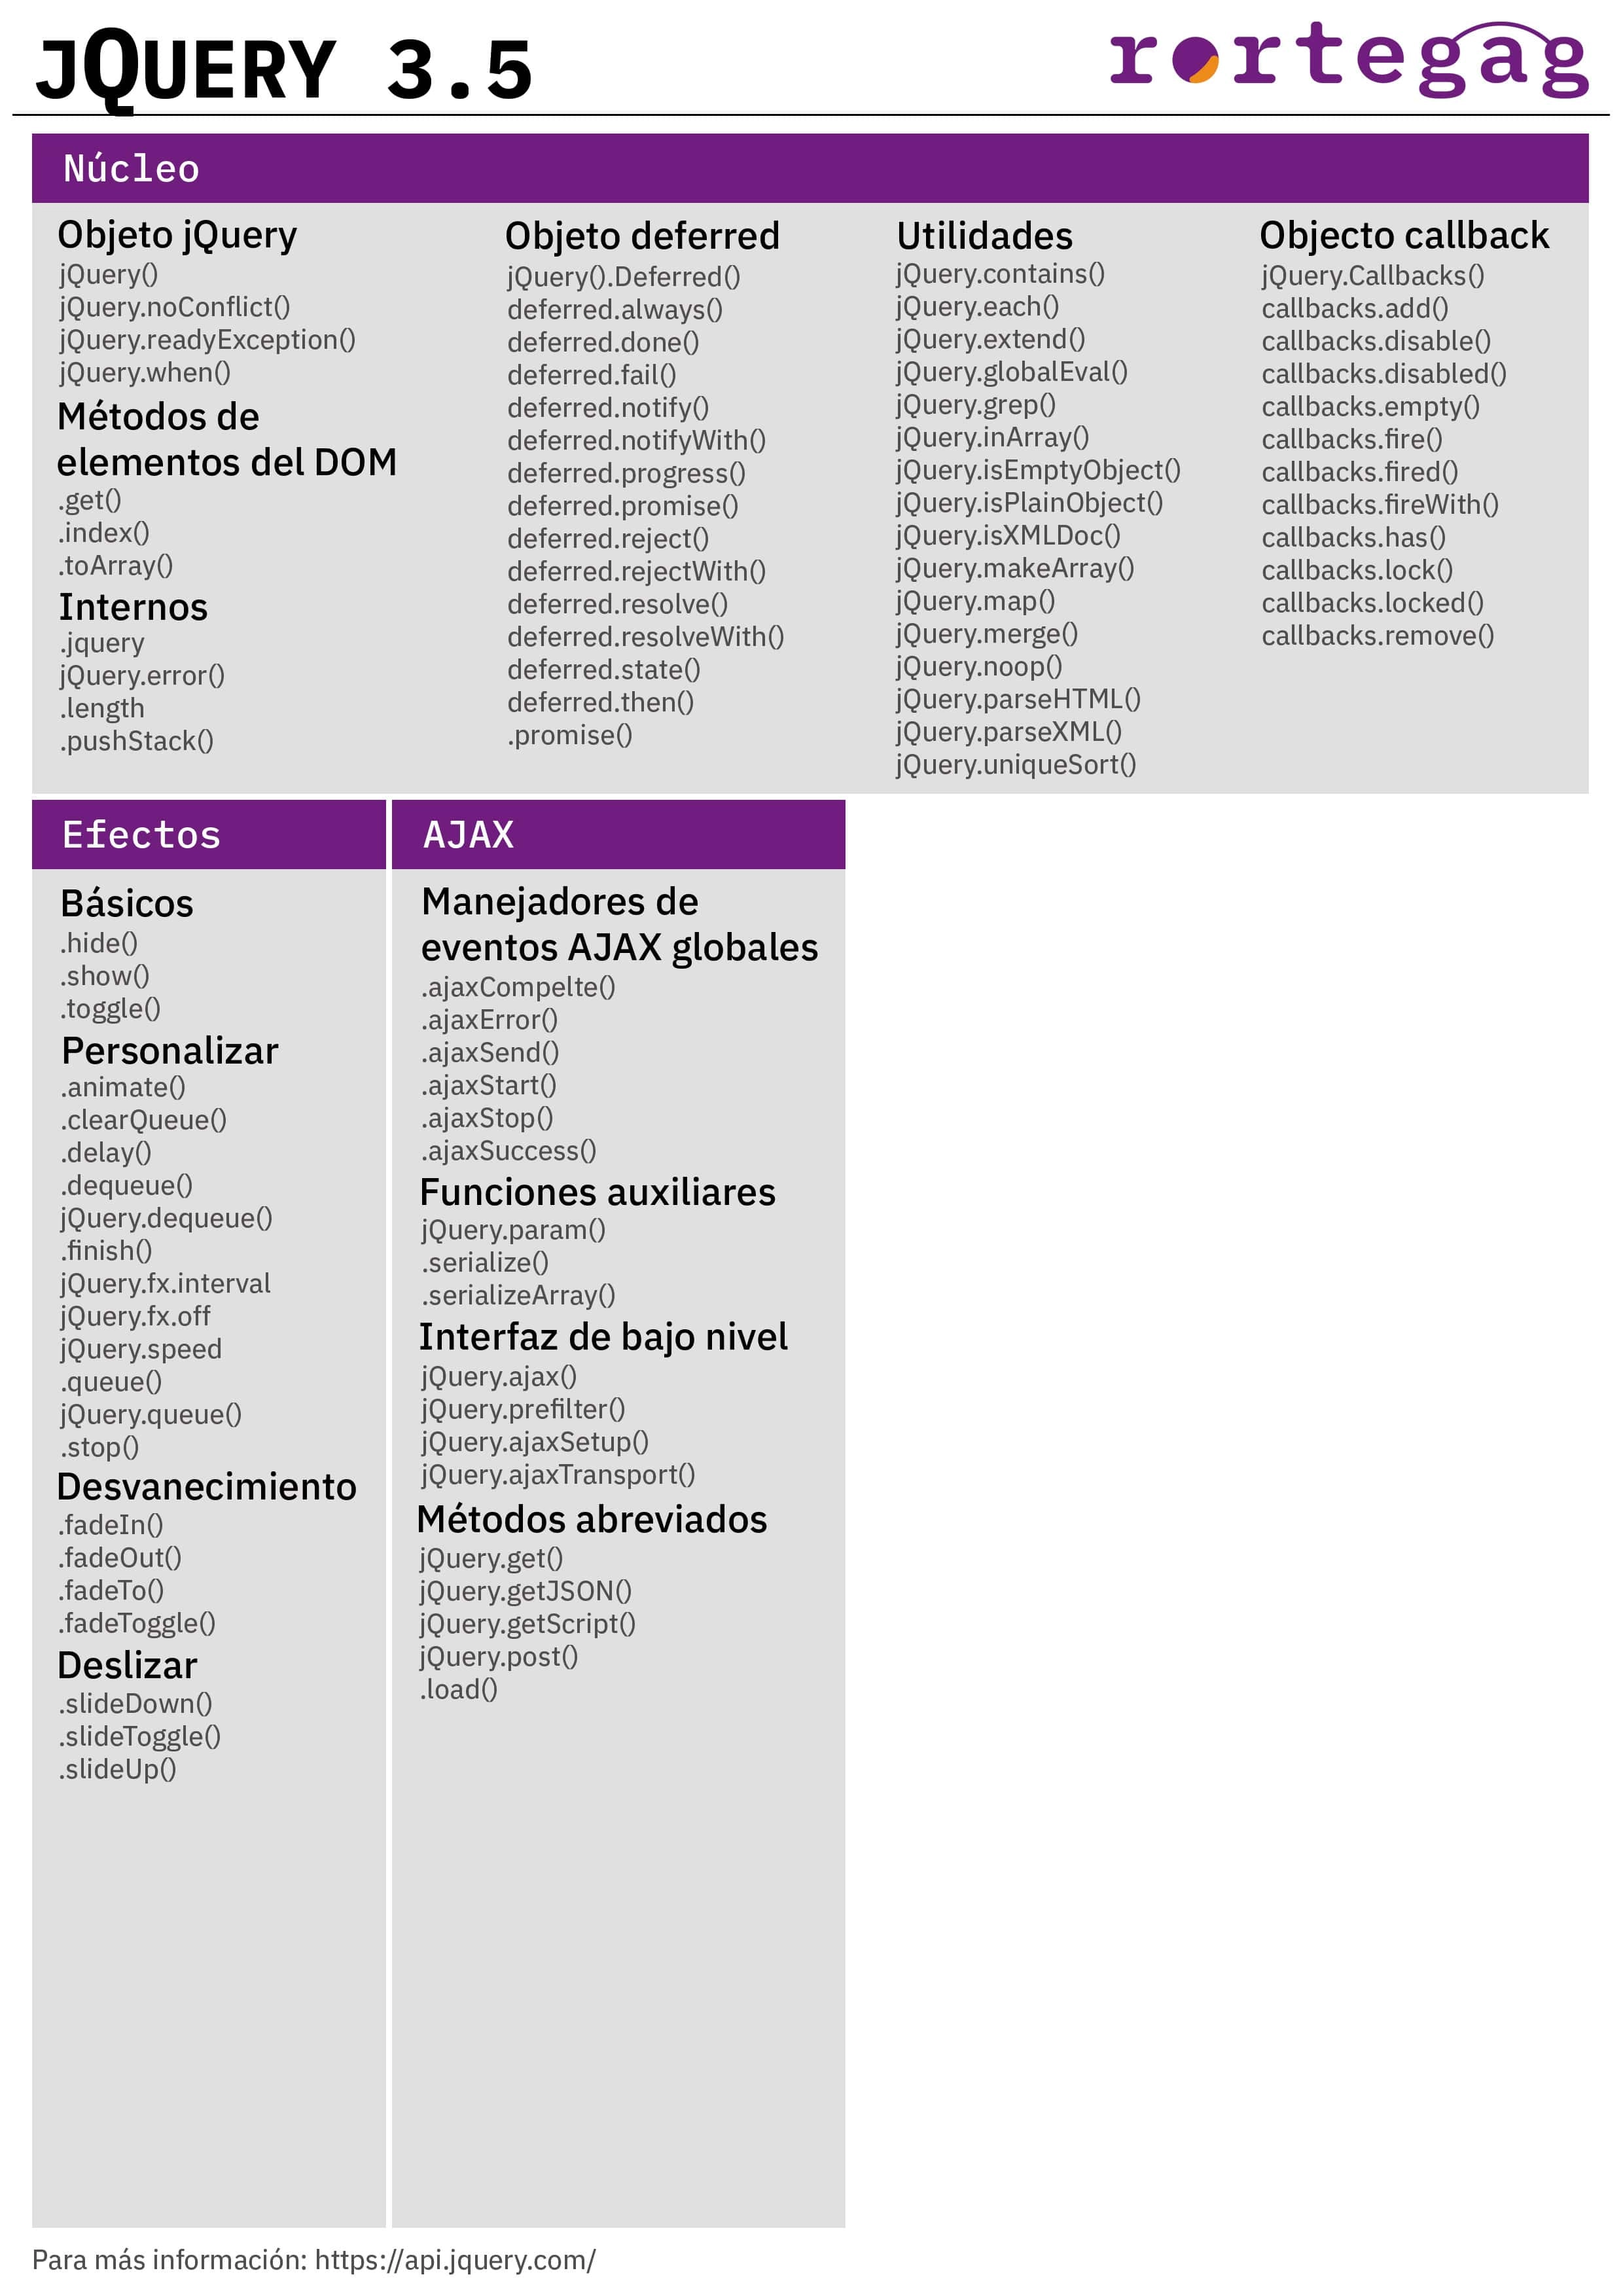 JQUERY 3.5
rortegag
Núcleo
Objeto jQuery
jQuery()
jQuery.noConflict()
jQuery.readyException()
jQuery.when()
Métodos de
elementos del DOM
.get()
.index()
.toArray()
Internos
.jquery
jQuery.error()
.length
.pushStack()
Objeto deferred
jQuery().Deferred()
deferred.always()
deferred.done()
deferred.fail()
deferred.notify()
deferred.notifyWith()
deferred.progress()
deferred.promise()
deferred.reject()
deferred.rejectWith()
deferred.resolve()
deferred.resolveWith()
deferred.state()
deferred.then()
.promise()
Utilidades
jQuery.contains()
jQuery.each()
jQuery.extend()
jQuery.globalEval()
jQuery.grep()
jQuery.inArray()
jQuery.isEmptyObject()
jQuery.isPlainObject()
jQuery.isXMLDoc()
jQuery.makeArray()
jQuery.map()
jQuery.merge()
jQuery.noop()
jQuery.parseHTML()
jQuery.parseXML()
jQuery.uniqueSort()
Objecto callback
jQuery.Callbacks()
callbacks.add()
callbacks.disable()
callbacks.disabled()
callbacks.empty()
callbacks.fire()
callbacks.fired()
callbacks.fireWith()
callbacks.has()
callbacks.lock()
callbacks.locked()
callbacks.remove()
Efectos
Básicos
.hide()
.show()
.toggle()
Personalizar
.animate()
.clearQueue()
.delay()
.dequeue()
jQuery.dequeue()
.finish()
jQuery.fx.interval
jQuery.fx.off
jQuery.speed
.queue()
jQuery.queue()
.stop()
Desvanecimiento
.fadeIn()
.fadeOut()
.fadeTo()
.fadeToggle()
Deslizar
.slideDown()
.slideToggle()
.slideUp()
AJAX
Manejadores de
eventos AJAX globales
.ajaxCompelte()
.ajaxError()
.ajaxSend()
.ajaxStart()
.ajaxStop()
.ajaxSuccess()
Funciones auxiliares
jQuery.param()
.serialize()
.serializeArray()
Interfaz de bajo nivel
jQuery.ajax()
jQuery.prefilter()
jQuery.ajaxSetup()
jQuery.ajaxTransport()
Métodos abreviados
jQuery.get()
jQuery.getJSON()
jQuery.getScript()
jQuery.post()
.load()
Para más información: https://api.jquery.com/